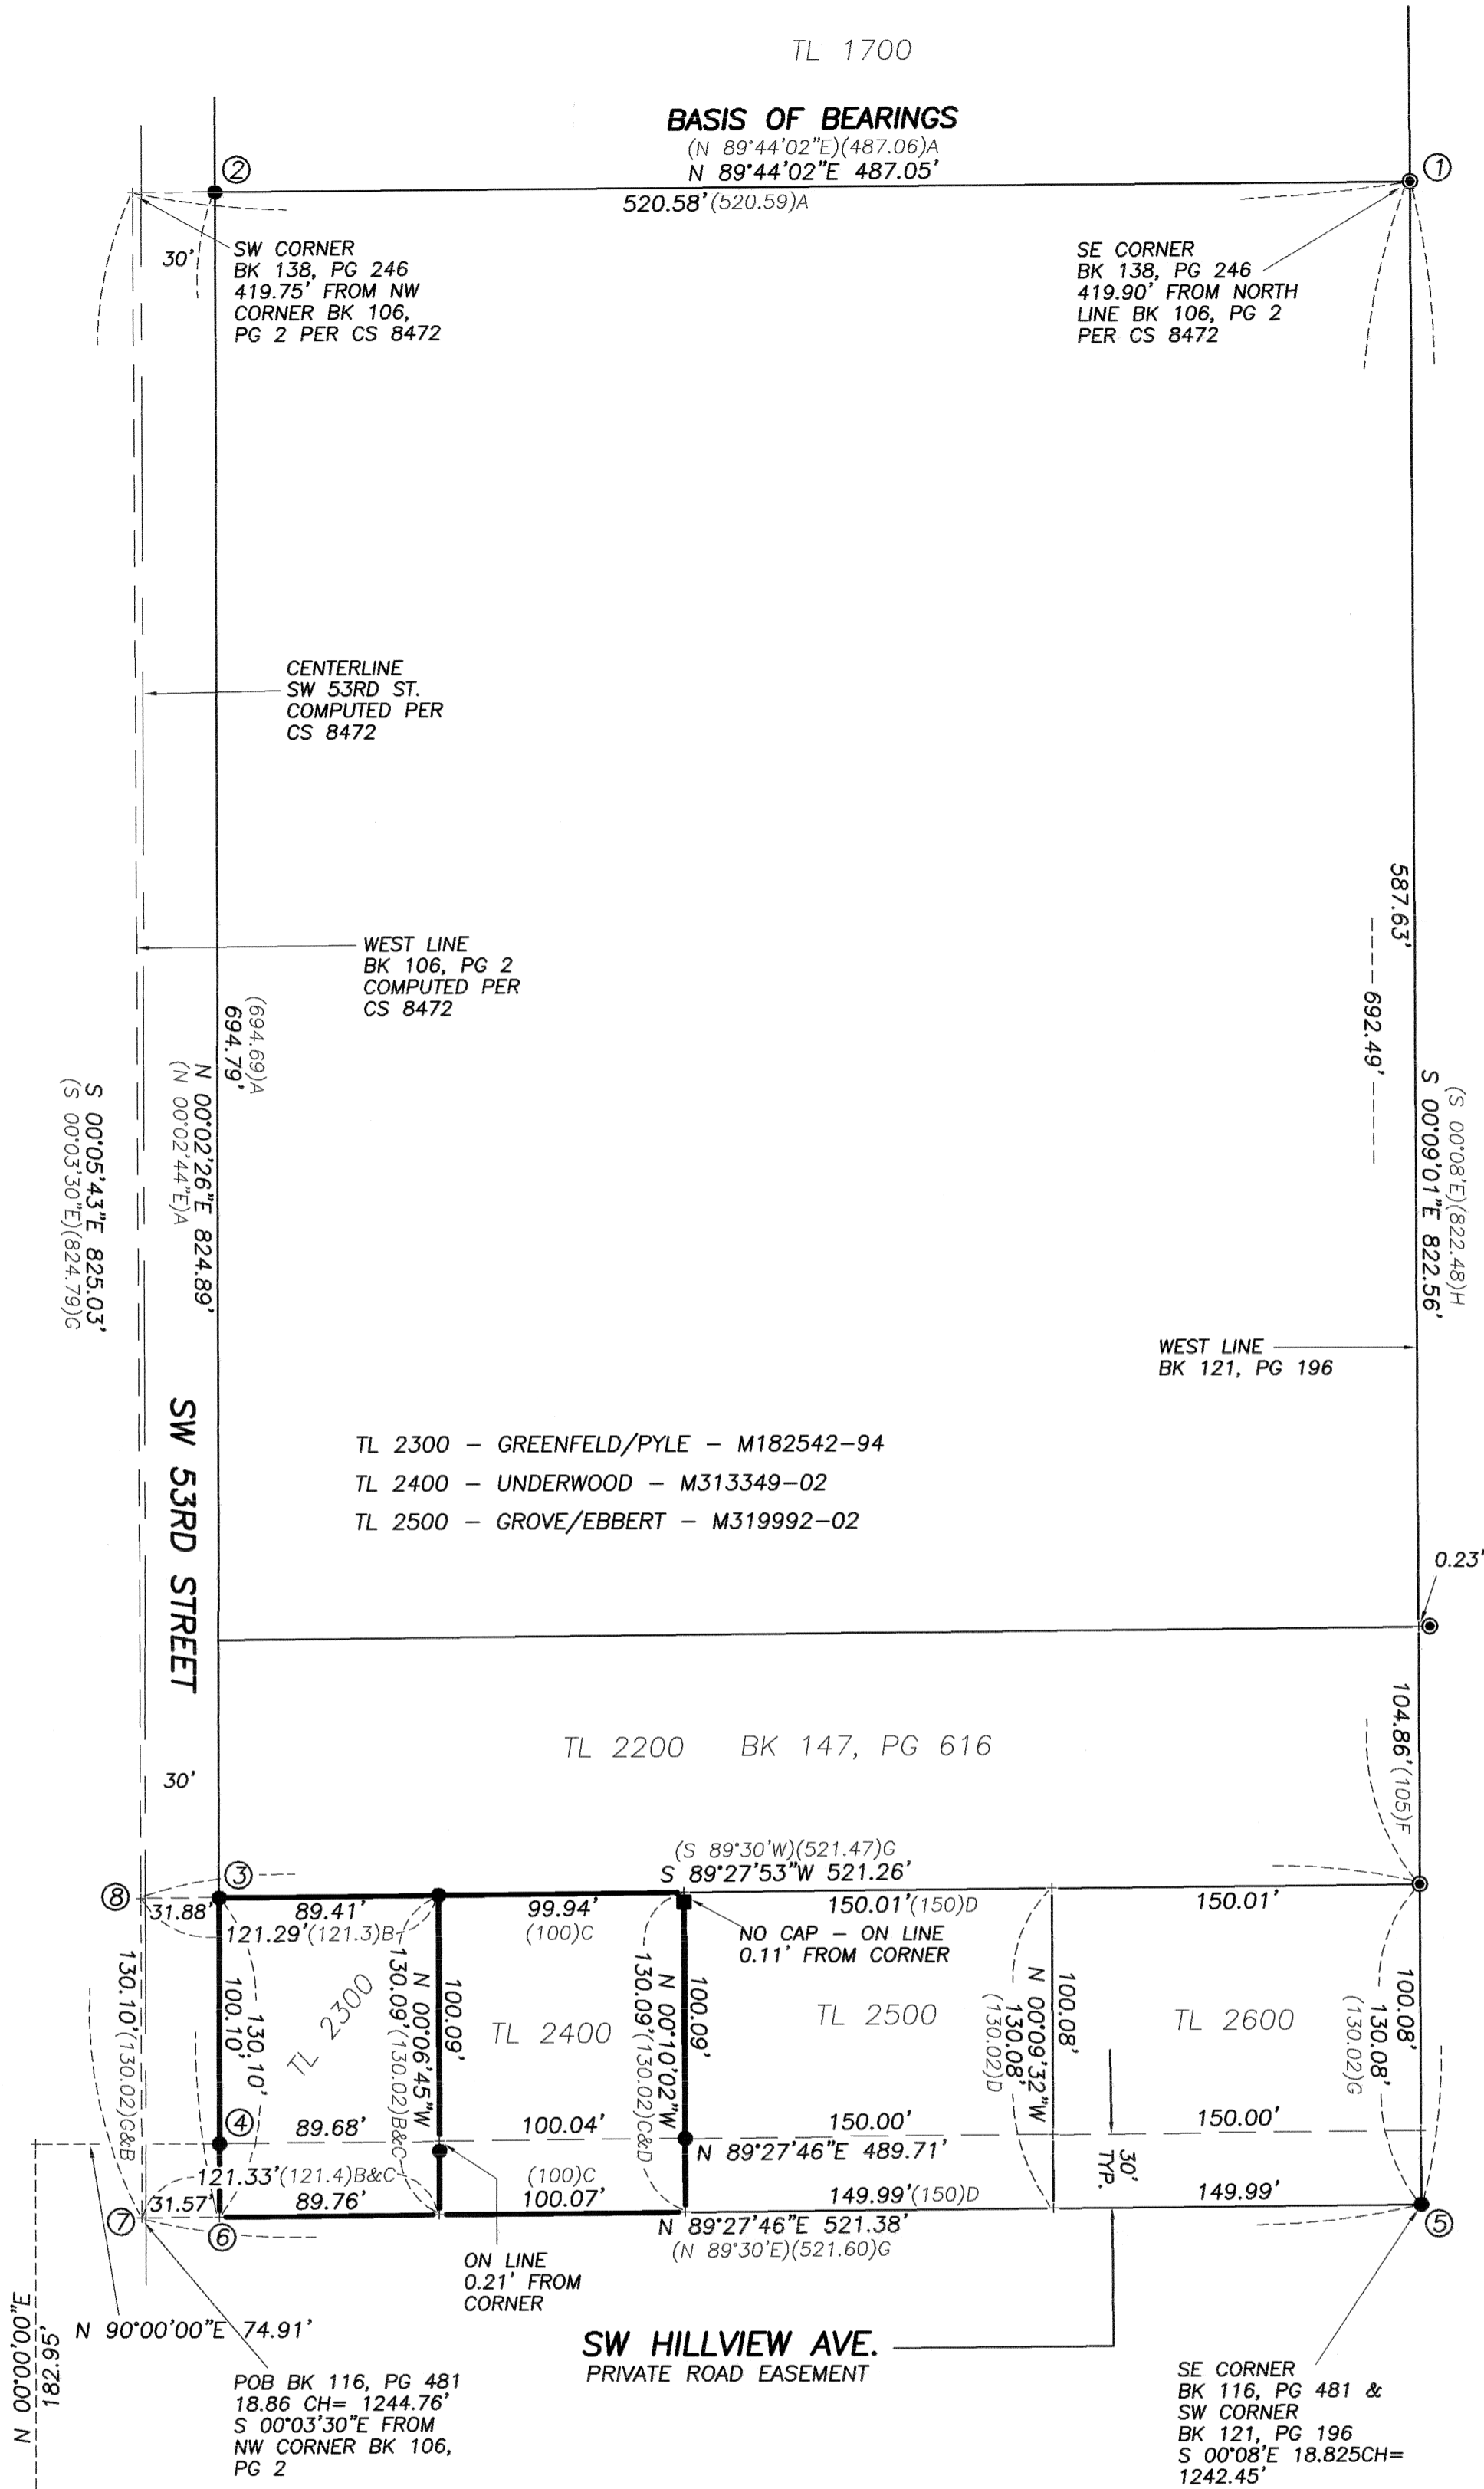 TL 1700
BASIS OF BEARINGS
(N 89°44'02"E)(487.06)A
N 89°44'02"E 487.05'
520.58'(520.59)A
②
①
30'
SW CORNER
BK 138, PG 246
419.75' FROM NW
CORNER BK 106,
PG 2 PER CS 8472
SE CORNER
BK 138, PG 246
419.90' FROM NORTH
LINE BK 106, PG 2
PER CS 8472
CENTERLINE
SW 53RD ST.
COMPUTED PER
CS 8472
WEST LINE
BK 106, PG 2
COMPUTED PER
CS 8472
587.63'
692.49'
(694.69)A
694.79'
N 00°02'26"E 824.89'
(N 00°02'44"E)A
S 00°05'43"E 825.03'
(S 00°03'30"E)(824.79)G
(S 00°08'E)(822.48)H
S 00°09'01"E 822.56'
WEST LINE
BK 121, PG 196
SW 53RD STREET
TL 2300 - GREENFELD/PYLE - M182542-94
TL 2400 - UNDERWOOD - M313349-02
TL 2500 - GROVE/EBBERT - M319992-02
0.23'
TL 2200 BK 147, PG 616
104.86'(105)F
30'
(S 89°30'W)(521.47)G
S 89°27'53"W 521.26'
③
⑧
31.88'
89.41'
99.94'
150.01'(150)D
150.01'
121.29'(121.3)B
(100)C
NO CAP - ON LINE
0.11' FROM CORNER
130.10'(130.02)G&B
100.10'
130.10'
TL 2300
100.09'
N 00°06'45"W
130.09'(130.02)B&C
TL 2400
100.09'
N 00°10'02"W
130.09'(130.02)C&D
TL 2500
100.08'
N 00°09'32"W
130.08'
(130.02)D
TL 2600
100.08'
130.08'
(130.02)G
④
89.68'
100.04'
150.00'
150.00'
N 89°27'46"E 489.71'
30'
TYP.
121.33'(121.4)B&C
(100)C
31.57'
89.76'
100.07'
149.99'(150)D
149.99'
⑦
⑥
⑤
N 89°27'46"E 521.38'
(N 89°30'E)(521.60)G
ON LINE
0.21' FROM
CORNER
N 00°00'00"E
182.95'
N 90°00'00"E 74.91'
SW HILLVIEW AVE.
PRIVATE ROAD EASEMENT
POB BK 116, PG 481
18.86 CH= 1244.76'
S 00°03'30"E FROM
NW CORNER BK 106,
PG 2
SE CORNER
BK 116, PG 481 &
SW CORNER
BK 121, PG 196
S 00°08'E 18.825CH=
1242.45'